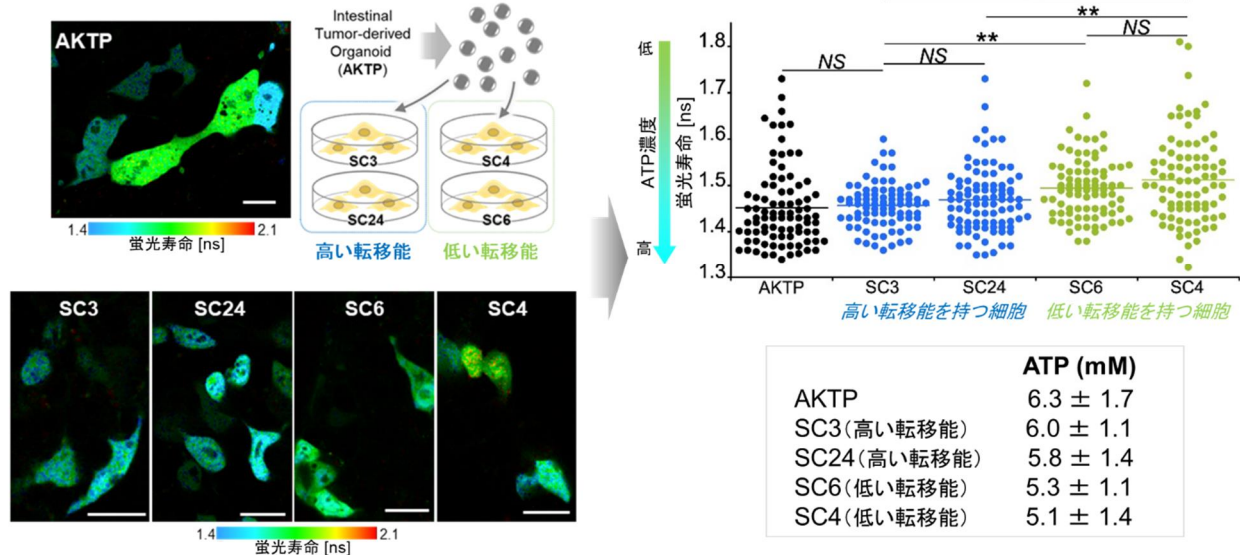 AKTP
1.4
2.1
蛍光寿命 [ns]
Intestinal
Tumor-derived
Organoid
(AKTP)
SC3
SC4
SC24
SC6
高い転移能
低い転移能
SC3
SC24
SC6
SC4
1.4
2.1
蛍光寿命 [ns]
低
ATP濃度
高
蛍光寿命 [ns]
1.8
1.7
1.6
1.5
1.4
1.3
**
**
NS
NS
NS
AKTP
SC3
SC24
SC6
SC4
高い転移能を持つ細胞
低い転移能を持つ細胞
ATP (mM)
AKTP 6.3 ± 1.7
SC3(高い転移能) 6.0 ± 1.1
SC24(高い転移能) 5.8 ± 1.4
SC6(低い転移能) 5.3 ± 1.1
SC4(低い転移能) 5.1 ± 1.4